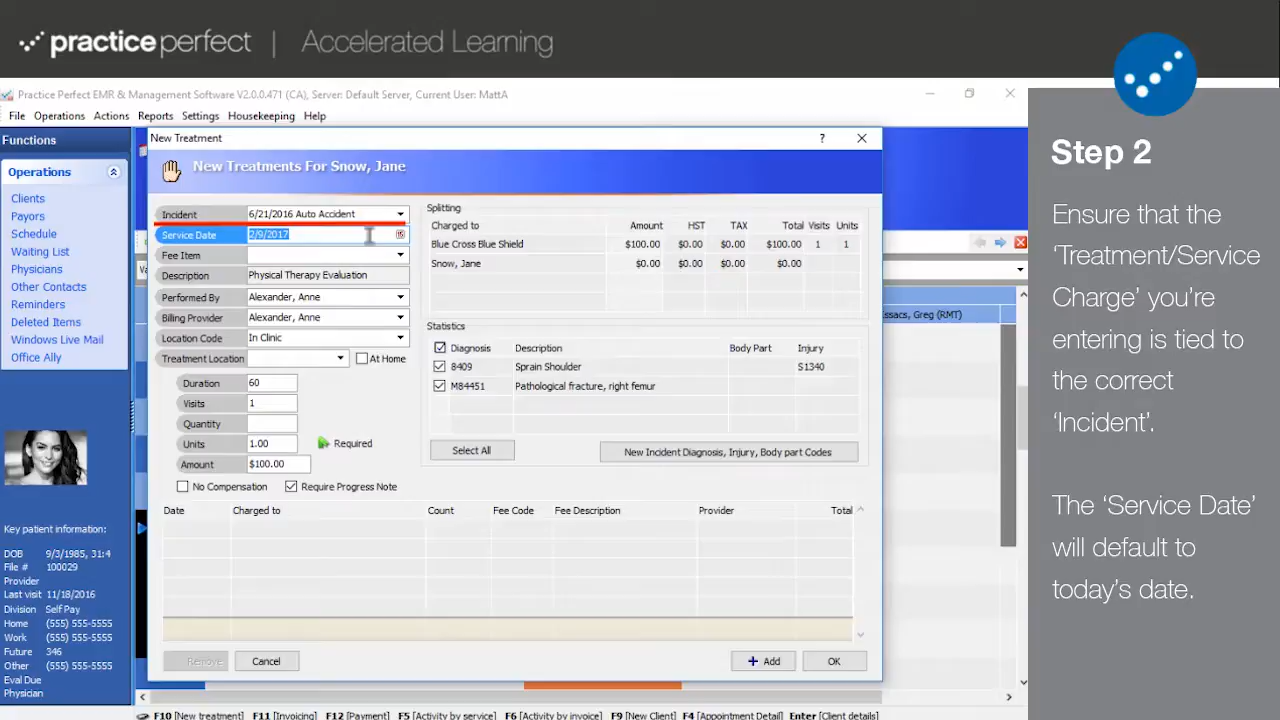 practiceperfect | Accelerated Learning
Practice Perfect EMR & Management Software V2.0.0.471 (CA), Server: Default Server, Current User: MattA
File Operations Actions Reports Settings Housekeeping Help
Functions
Operations
Clients
Payors
Schedule
Waiting List
Physicians
Other Contacts
Reminders
Deleted Items
Windows Live Mail
Office Ally
Key patient information:
DOB 9/3/1985, 31:4
File # 100029
Provider
Last visit 11/18/2016
Division Self Pay
Home (555) 555-5555
Work (555) 555-5555
Future 346
Other (555) 555-5555
Eval Due
Physician
New Treatment
?
New Treatments For Snow, Jane
Incident 6/21/2016 Auto Accident
Service Date 2/9/2017
Fee Item
Description Physical Therapy Evaluation
Performed By Alexander, Anne
Billing Provider Alexander, Anne
Location Code In Clinic
Treatment Location At Home
Duration 60
Visits 1
Quantity
Units 1.00 Required
Amount $100.00
No Compensation Require Progress Note
Splitting
Charged to Amount HST TAX Total Visits Units
Blue Cross Blue Shield $100.00 $0.00 $0.00 $100.00 1 1
Snow, Jane $0.00 $0.00 $0.00 $0.00
Statistics
Diagnosis Description Body Part Injury
8409 Sprain Shoulder S1340
M84451 Pathological fracture, right femur
Select All New Incident Diagnosis, Injury, Body part Codes
Date Charged to Count Fee Code Fee Description Provider Total
Remove Cancel Add OK
ssacs, Greg (RMT)
F10 [New treatment] F11 [Invoicing] F12 [Payment] F5 [Activity by service] F6 [Activity by invoice] F9 [New Client] F4 [Appointment Detail] Enter [Client details]
Step 2
Ensure that the
‘Treatment/Service
Charge’ you’re
entering is tied to
the correct
‘Incident’.
The ‘Service Date’
will default to
today’s date.